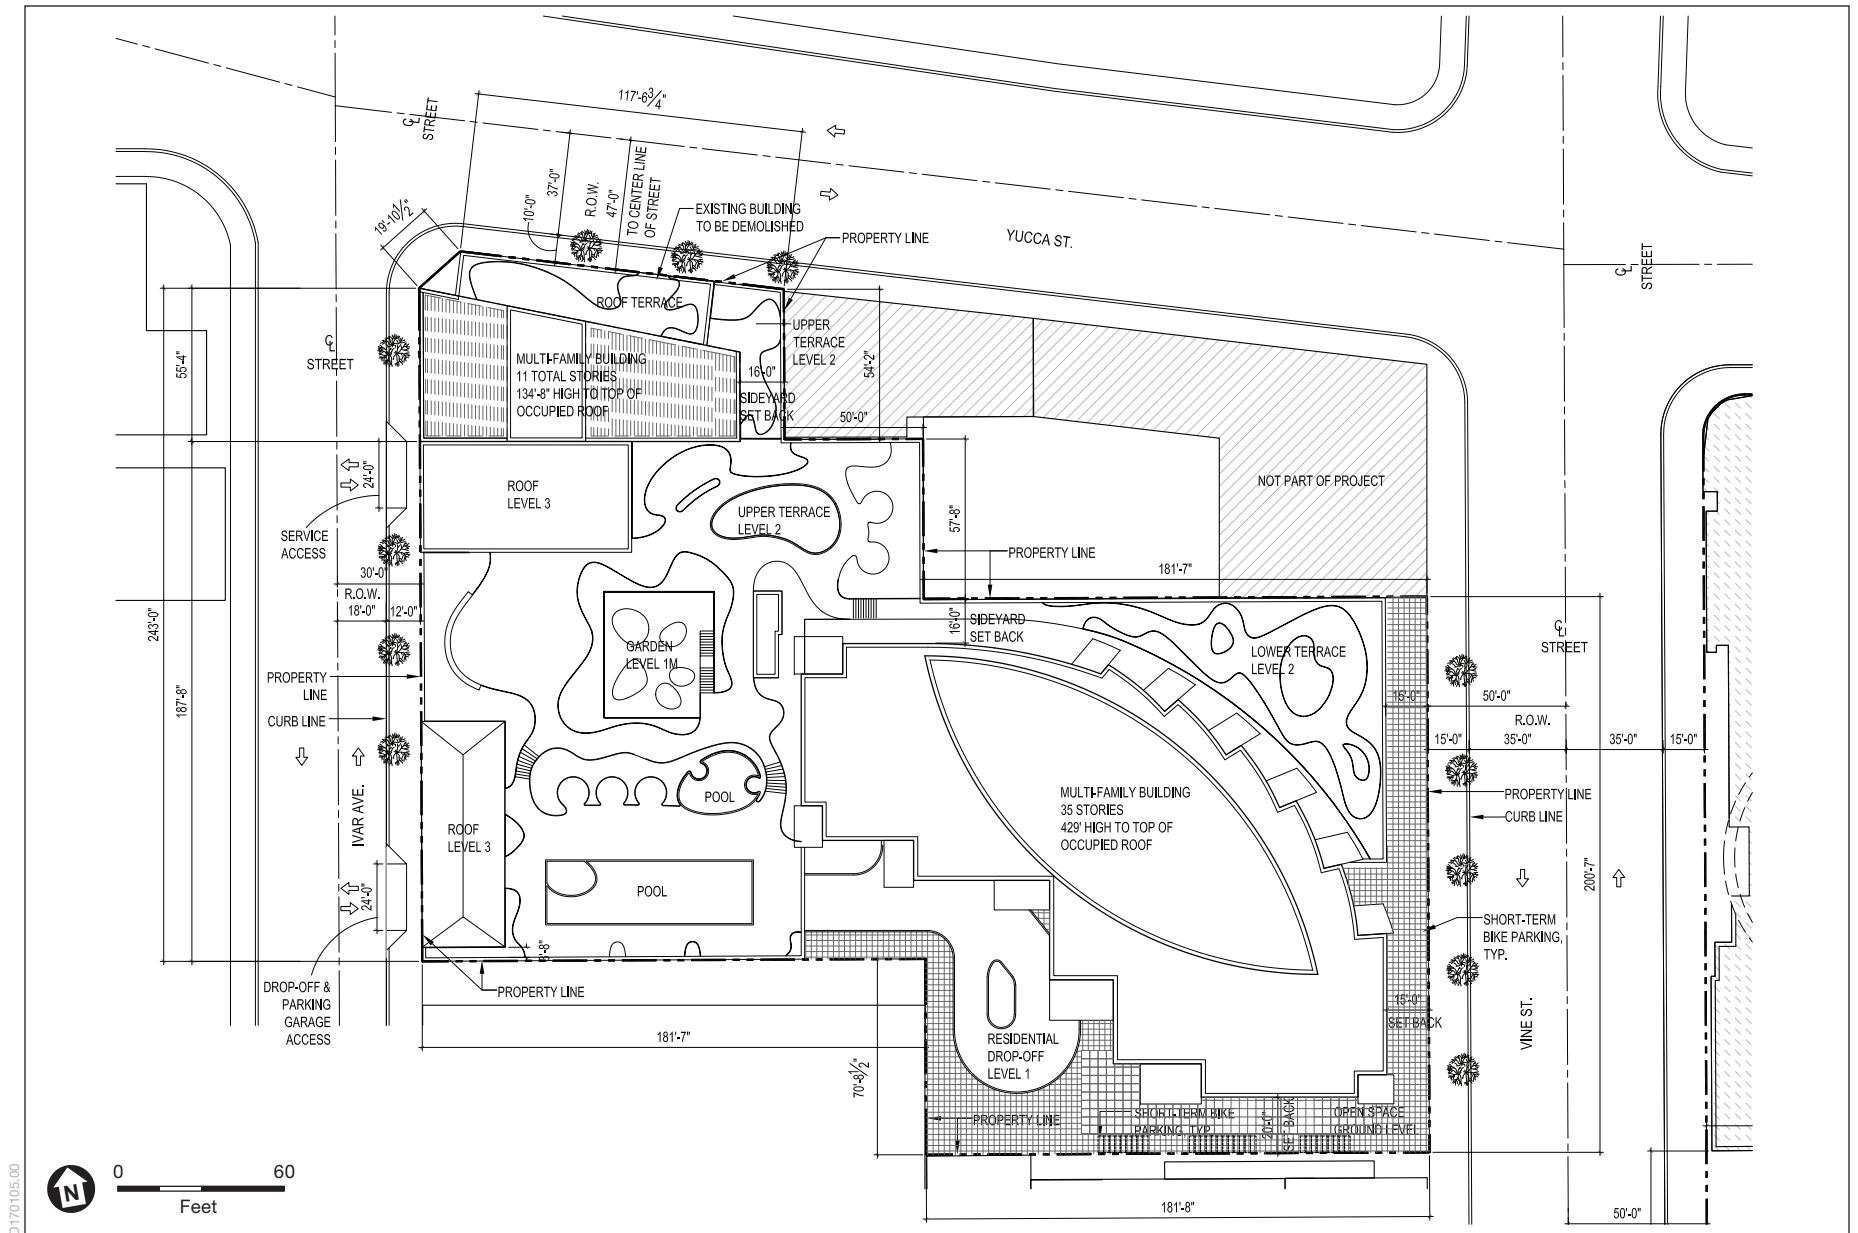 117'-6 3/4"
C L STREET
19'-10 1/2"
10'-0"
37'-0"
R.O.W.
47'-0"
TO CENTER LINE
OF STREET
EXISTING BUILDING
TO BE DEMOLISHED
PROPERTY LINE
YUCCA ST.
C L STREET
ROOF TERRACE
UPPER
TERRACE
LEVEL 2
C L
STREET
55'-4"
MULTI-FAMILY BUILDING
11 TOTAL STORIES
134'-8" HIGH TO TOP OF
OCCUPIED ROOF
16'-0"
SIDEYARD
SET BACK
54'-2"
50'-0"
24'-0"
ROOF
LEVEL 3
UPPER TERRACE
LEVEL 2
NOT PART OF PROJECT
57'-8"
SERVICE
ACCESS
PROPERTY LINE
181'-7"
30'-0"
R.O.W.
18'-0"
12'-0"
243'-0"
187'-8"
16'-0"
SIDEYARD
SET BACK
GARDEN
LEVEL 1M
LOWER TERRACE
LEVEL 2
C L
STREET
PROPERTY
LINE
CURB LINE
15'-0"
50'-0"
R.O.W.
15'-0"
35'-0"
35'-0"
15'-0"
POOL
MULTI-FAMILY BUILDING
35 STORIES
429' HIGH TO TOP OF
OCCUPIED ROOF
PROPERTY LINE
CURB LINE
IVAR AVE.
ROOF
LEVEL 3
24'-0"
POOL
200'-7"
SHORT-TERM
BIKE PARKING,
TYP.
DROP-OFF &
PARKING
GARAGE
ACCESS
PROPERTY LINE
15'-0"
SET BACK
VINE ST.
181'-7"
70'-8 1/2"
RESIDENTIAL
DROP-OFF
LEVEL 1
PROPERTY LINE
SHORT-TERM BIKE
PARKING, TYP.
20'-0"
SET BACK
OPEN SPACE
GROUND LEVEL
181'-8"
50'-0"
N
0 60
Feet
D170105.00